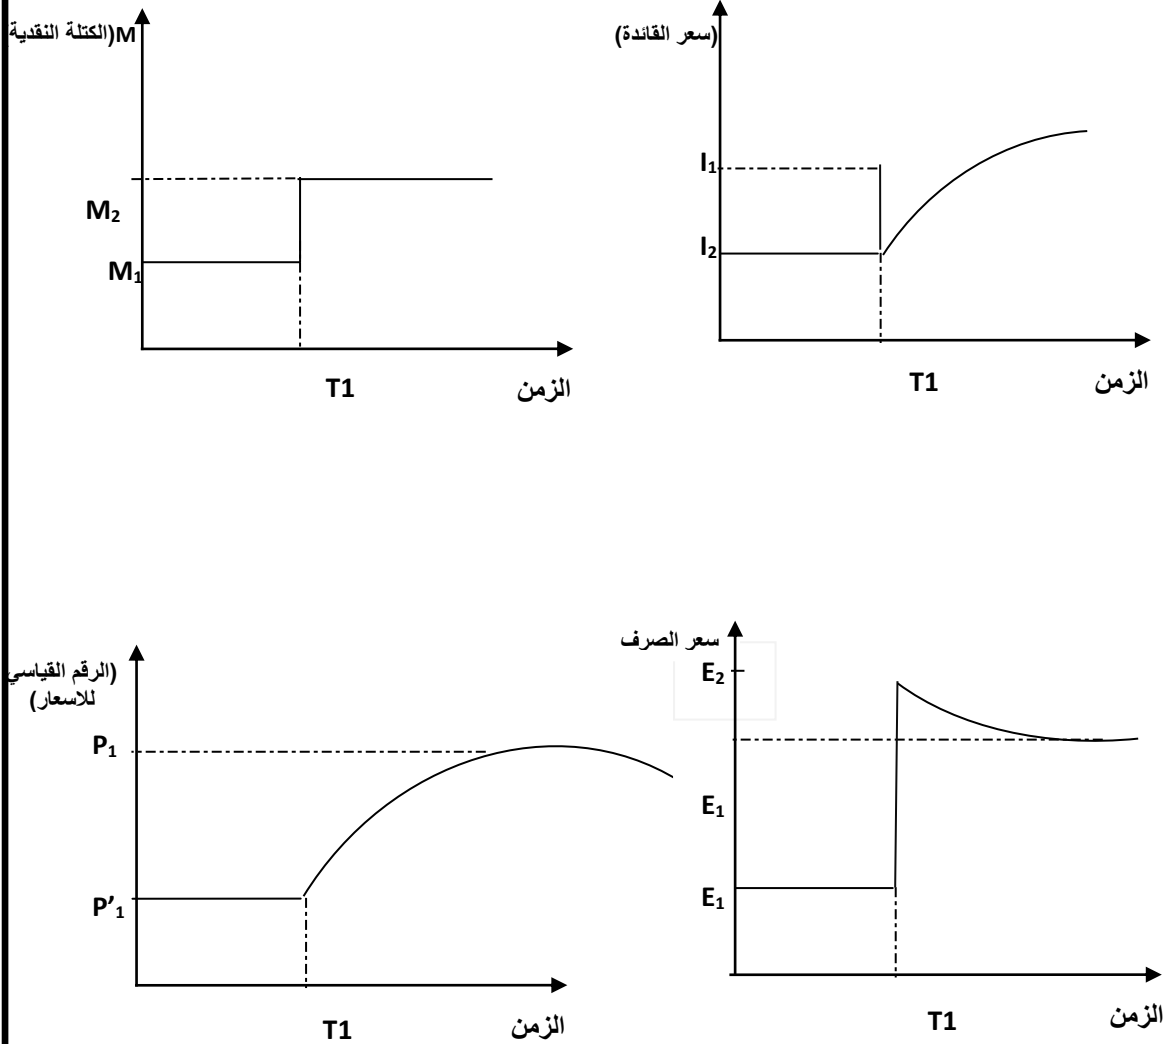 M(الكتلة النقدية
M₂
M₁
T1
الزمن
(سعر القائدة)
I₁
I₂
T1
الزمن
(الرقم القياسي
للاسعار)
P₁
P’₁
T1
الزمن
سعر الصرف
E₂
E₁
E₁
T1
الزمن